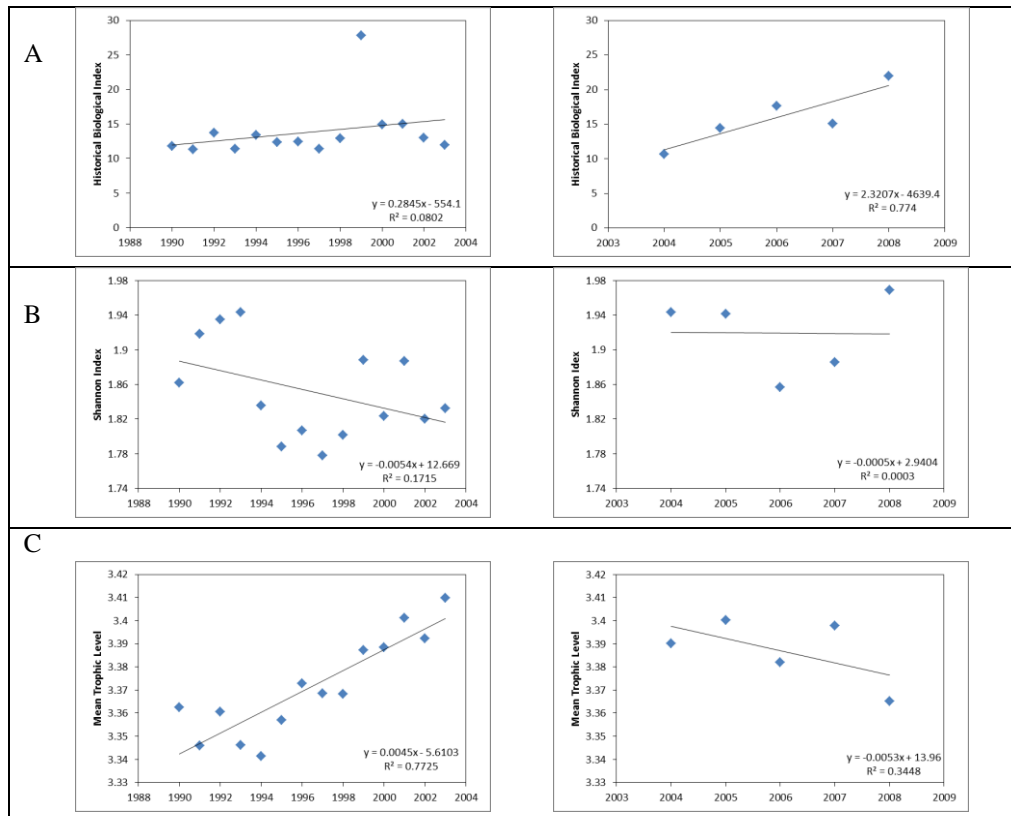 A
Historical Biological Index
30
25
20
15
10
5
0
1988 1990 1992 1994 1996 1998 2000 2002 2004
y = 0.2845x - 554.1
R² = 0.0802
Historical Biological Index
30
25
20
15
10
5
0
2003 2004 2005 2006 2007 2008 2009
y = 2.3207x - 4639.4
R² = 0.774
B
Shannon Index
1.98
1.94
1.9
1.86
1.82
1.78
1.74
1988 1990 1992 1994 1996 1998 2000 2002 2004
y = -0.0054x + 12.669
R² = 0.1715
Shannon Idex
1.98
1.94
1.9
1.86
1.82
1.78
1.74
2003 2004 2005 2006 2007 2008 2009
y = -0.0005x + 2.9404
R² = 0.0003
C
Mean Trophic Level
3.42
3.41
3.4
3.39
3.38
3.37
3.36
3.35
3.34
3.33
1988 1990 1992 1994 1996 1998 2000 2002 2004
y = 0.0045x - 5.6103
R² = 0.7725
Mean Trophic Level
3.42
3.41
3.4
3.39
3.38
3.37
3.36
3.35
3.34
3.33
2003 2004 2005 2006 2007 2008 2009
y = -0.0053x + 13.96
R² = 0.3448